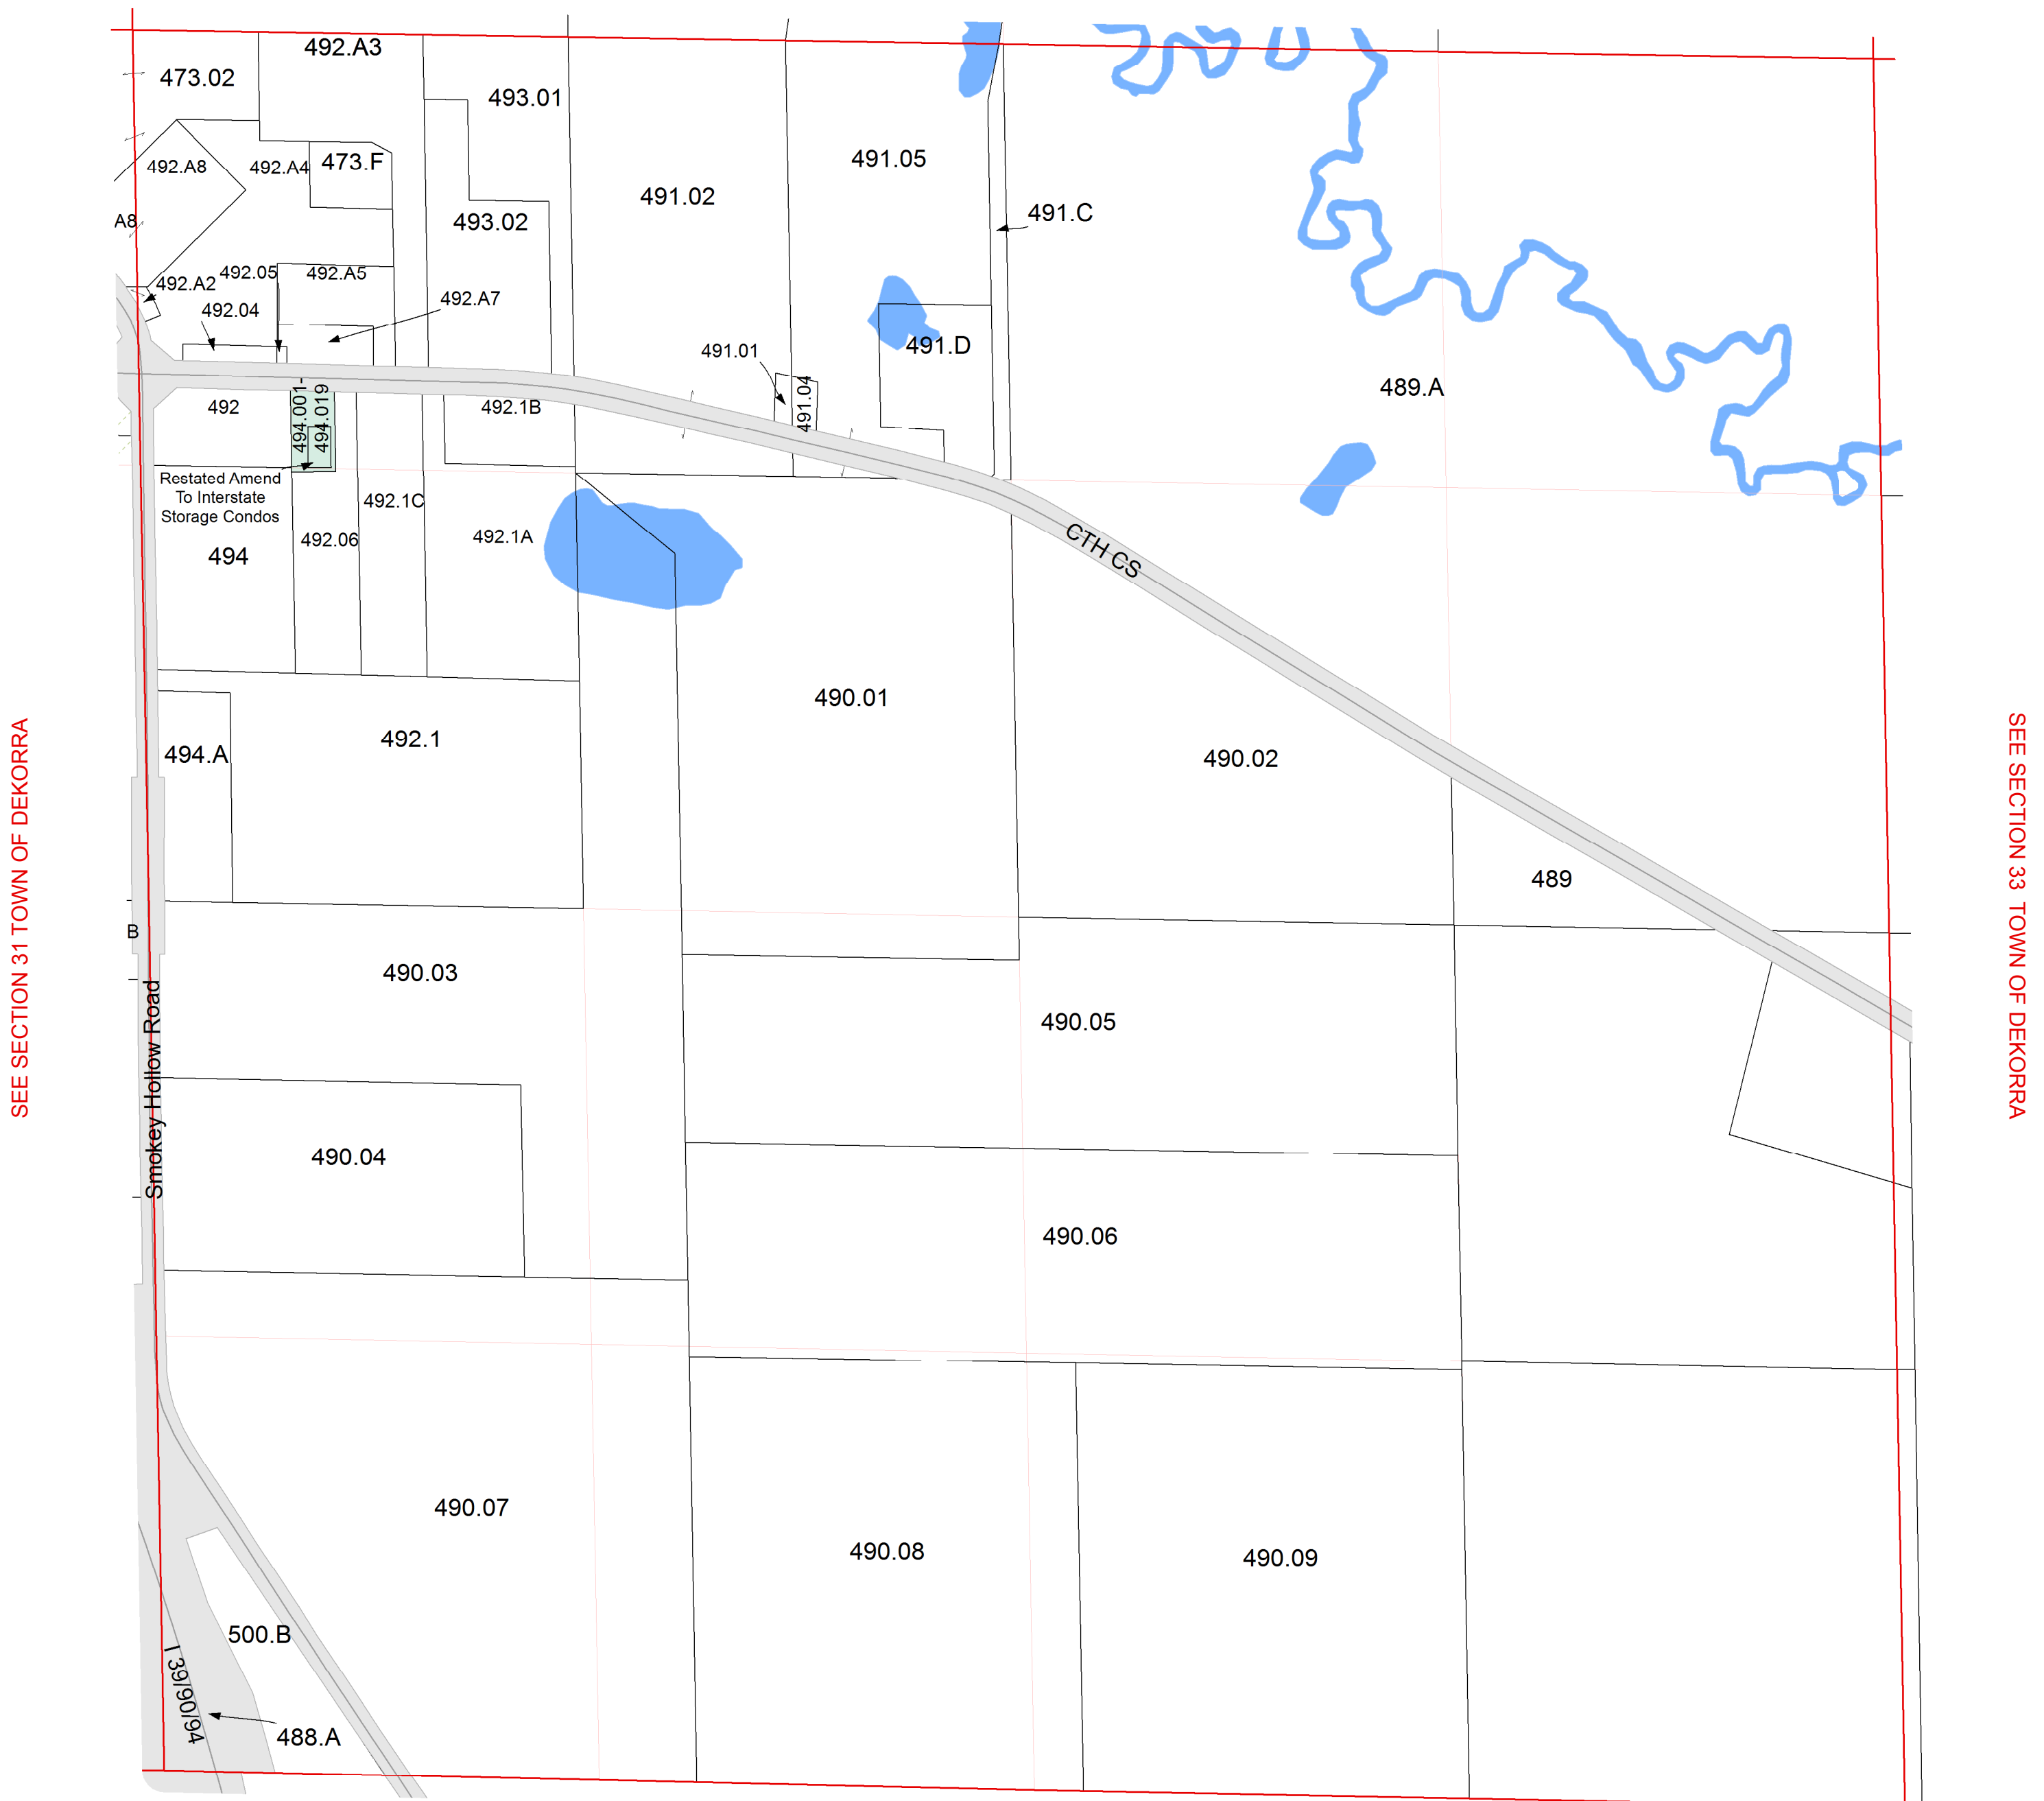 492.A3
473.02
493.01
491.05
492.A8
492.A4
473.F
491.02
A8
493.02
491.C
492.A2
492.05
492.A5
492.04
492.A7
491.01
491.D
491.04
489.A
492
494.001-
494.019
492.1B
Restated Amend
To Interstate
Storage Condos
492.1C
492.06
492.1A
494
CTH CS
490.01
492.1
494.A
490.02
489
SEE SECTION 31 TOWN OF DEKORRA
SEE SECTION 33 TOWN OF DEKORRA
B
490.03
Smokey Hollow Road
490.05
490.04
490.06
490.07
490.08
490.09
500.B
I 39/90/94
488.A